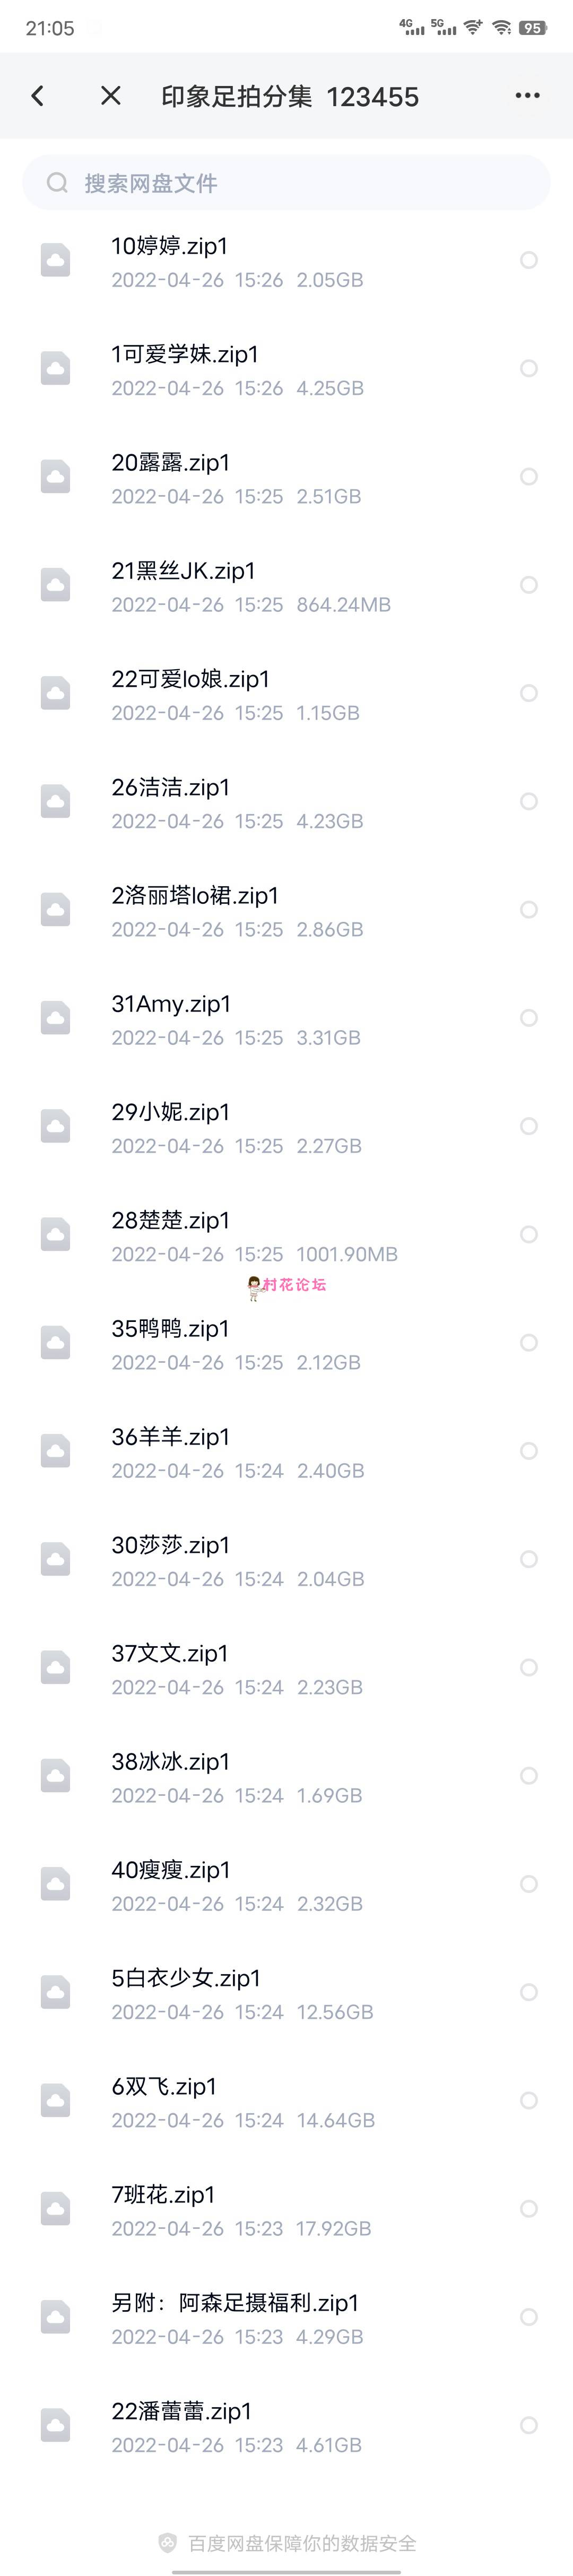 21:05
4G 5G 95
印象足拍分集 123455
搜索网盘文件
10婷婷.zip1
2022-04-26 15:26 2.05GB
1可爱学妹.zip1
2022-04-26 15:26 4.25GB
20露露.zip1
2022-04-26 15:25 2.51GB
21黑丝JK.zip1
2022-04-26 15:25 864.24MB
22可爱lo娘.zip1
2022-04-26 15:25 1.15GB
26洁洁.zip1
2022-04-26 15:25 4.23GB
2洛丽塔lo裙.zip1
2022-04-26 15:25 2.86GB
31Amy.zip1
2022-04-26 15:25 3.31GB
29小妮.zip1
2022-04-26 15:25 2.27GB
28楚楚.zip1
2022-04-26 15:25 1001.90MB
村花论坛
35鸭鸭.zip1
2022-04-26 15:25 2.12GB
36羊羊.zip1
2022-04-26 15:24 2.40GB
30莎莎.zip1
2022-04-26 15:24 2.04GB
37文文.zip1
2022-04-26 15:24 2.23GB
38冰冰.zip1
2022-04-26 15:24 1.69GB
40瘦瘦.zip1
2022-04-26 15:24 2.32GB
5白衣少女.zip1
2022-04-26 15:24 12.56GB
6双飞.zip1
2022-04-26 15:24 14.64GB
7班花.zip1
2022-04-26 15:23 17.92GB
另附：阿森足摄福利.zip1
2022-04-26 15:23 4.29GB
22潘蕾蕾.zip1
2022-04-26 15:23 4.61GB
百度网盘保障你的数据安全